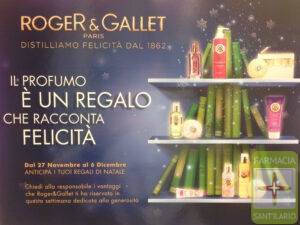 ROGER & GALLET
PARIS
DISTILLIAMO FELICITÀ DAL 1862
IL PROFUMO
È UN REGALO
CHE RACCONTA
FELICITÀ
Dal 27 Novembre al 6 Dicembre
ANTICIPA I TUOI REGALI DI NATALE
Chiedi alla responsabile i vantaggi
che Roger&Gallet ti ha riservato in
questa settimana dedicata alla generosità
FARMACIA
SANT'ILARIO